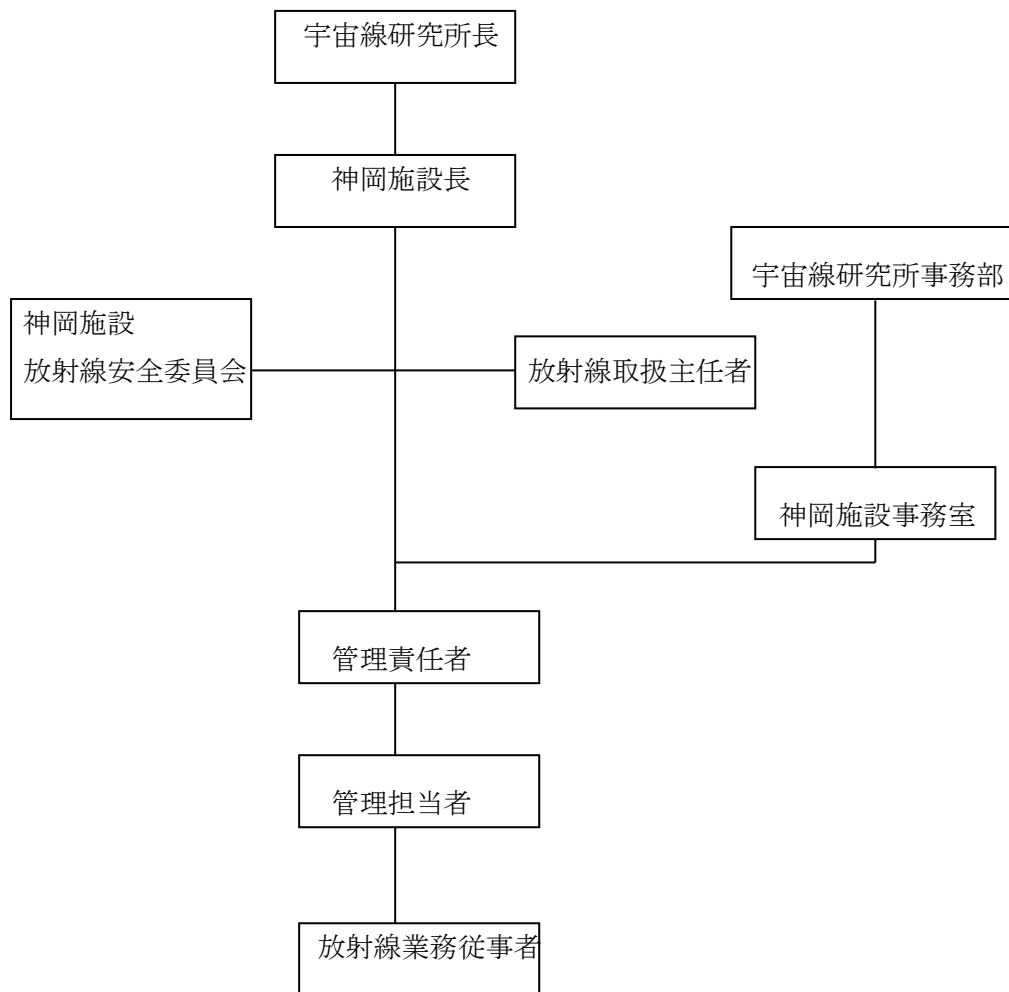 宇宙線研究所長
神岡施設長
宇宙線研究所事務部
神岡施設
放射線安全委員会
放射線取扱主任者
神岡施設事務室
管理責任者
管理担当者
放射線業務従事者